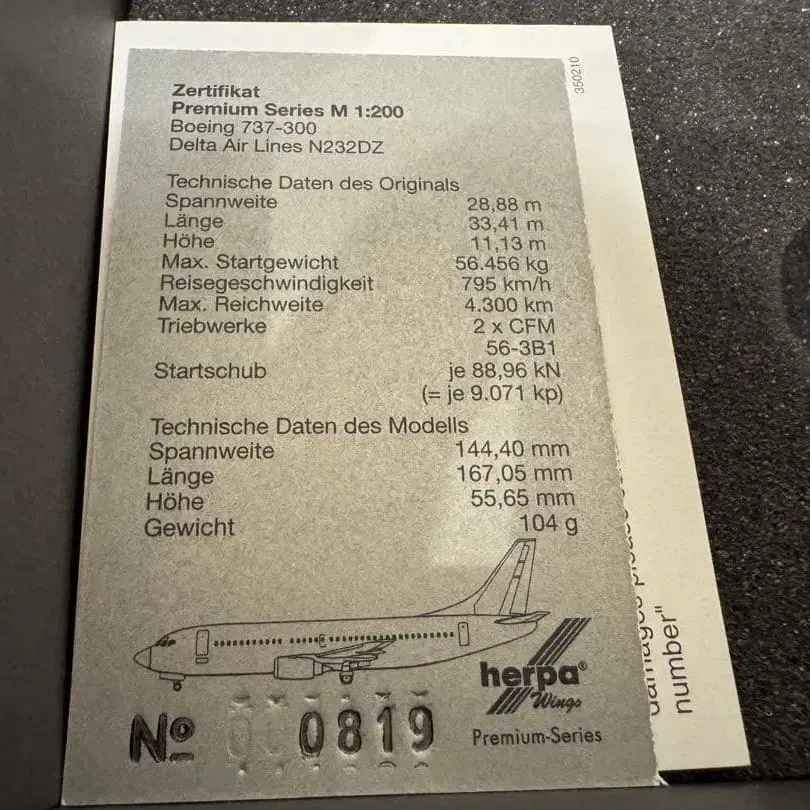 350210
Zertifikat
Premium Series M 1:200
Boeing 737-300
Delta Air Lines N232DZ
Technische Daten des Originals
Spannweite 28,88 m
Länge 33,41 m
Höhe 11,13 m
Max. Startgewicht 56.456 kg
Reisegeschwindigkeit 795 km/h
Max. Reichweite 4.300 km
Triebwerke 2 x CFM
56-3B1
Startschub je 88,96 kN
(= je 9.071 kp)
Technische Daten des Modells
Spannweite 144,40 mm
Länge 167,05 mm
Höhe 55,65 mm
Gewicht 104 g
herpa®
Wings
Nº 0819
Premium-Series
damages please
number"